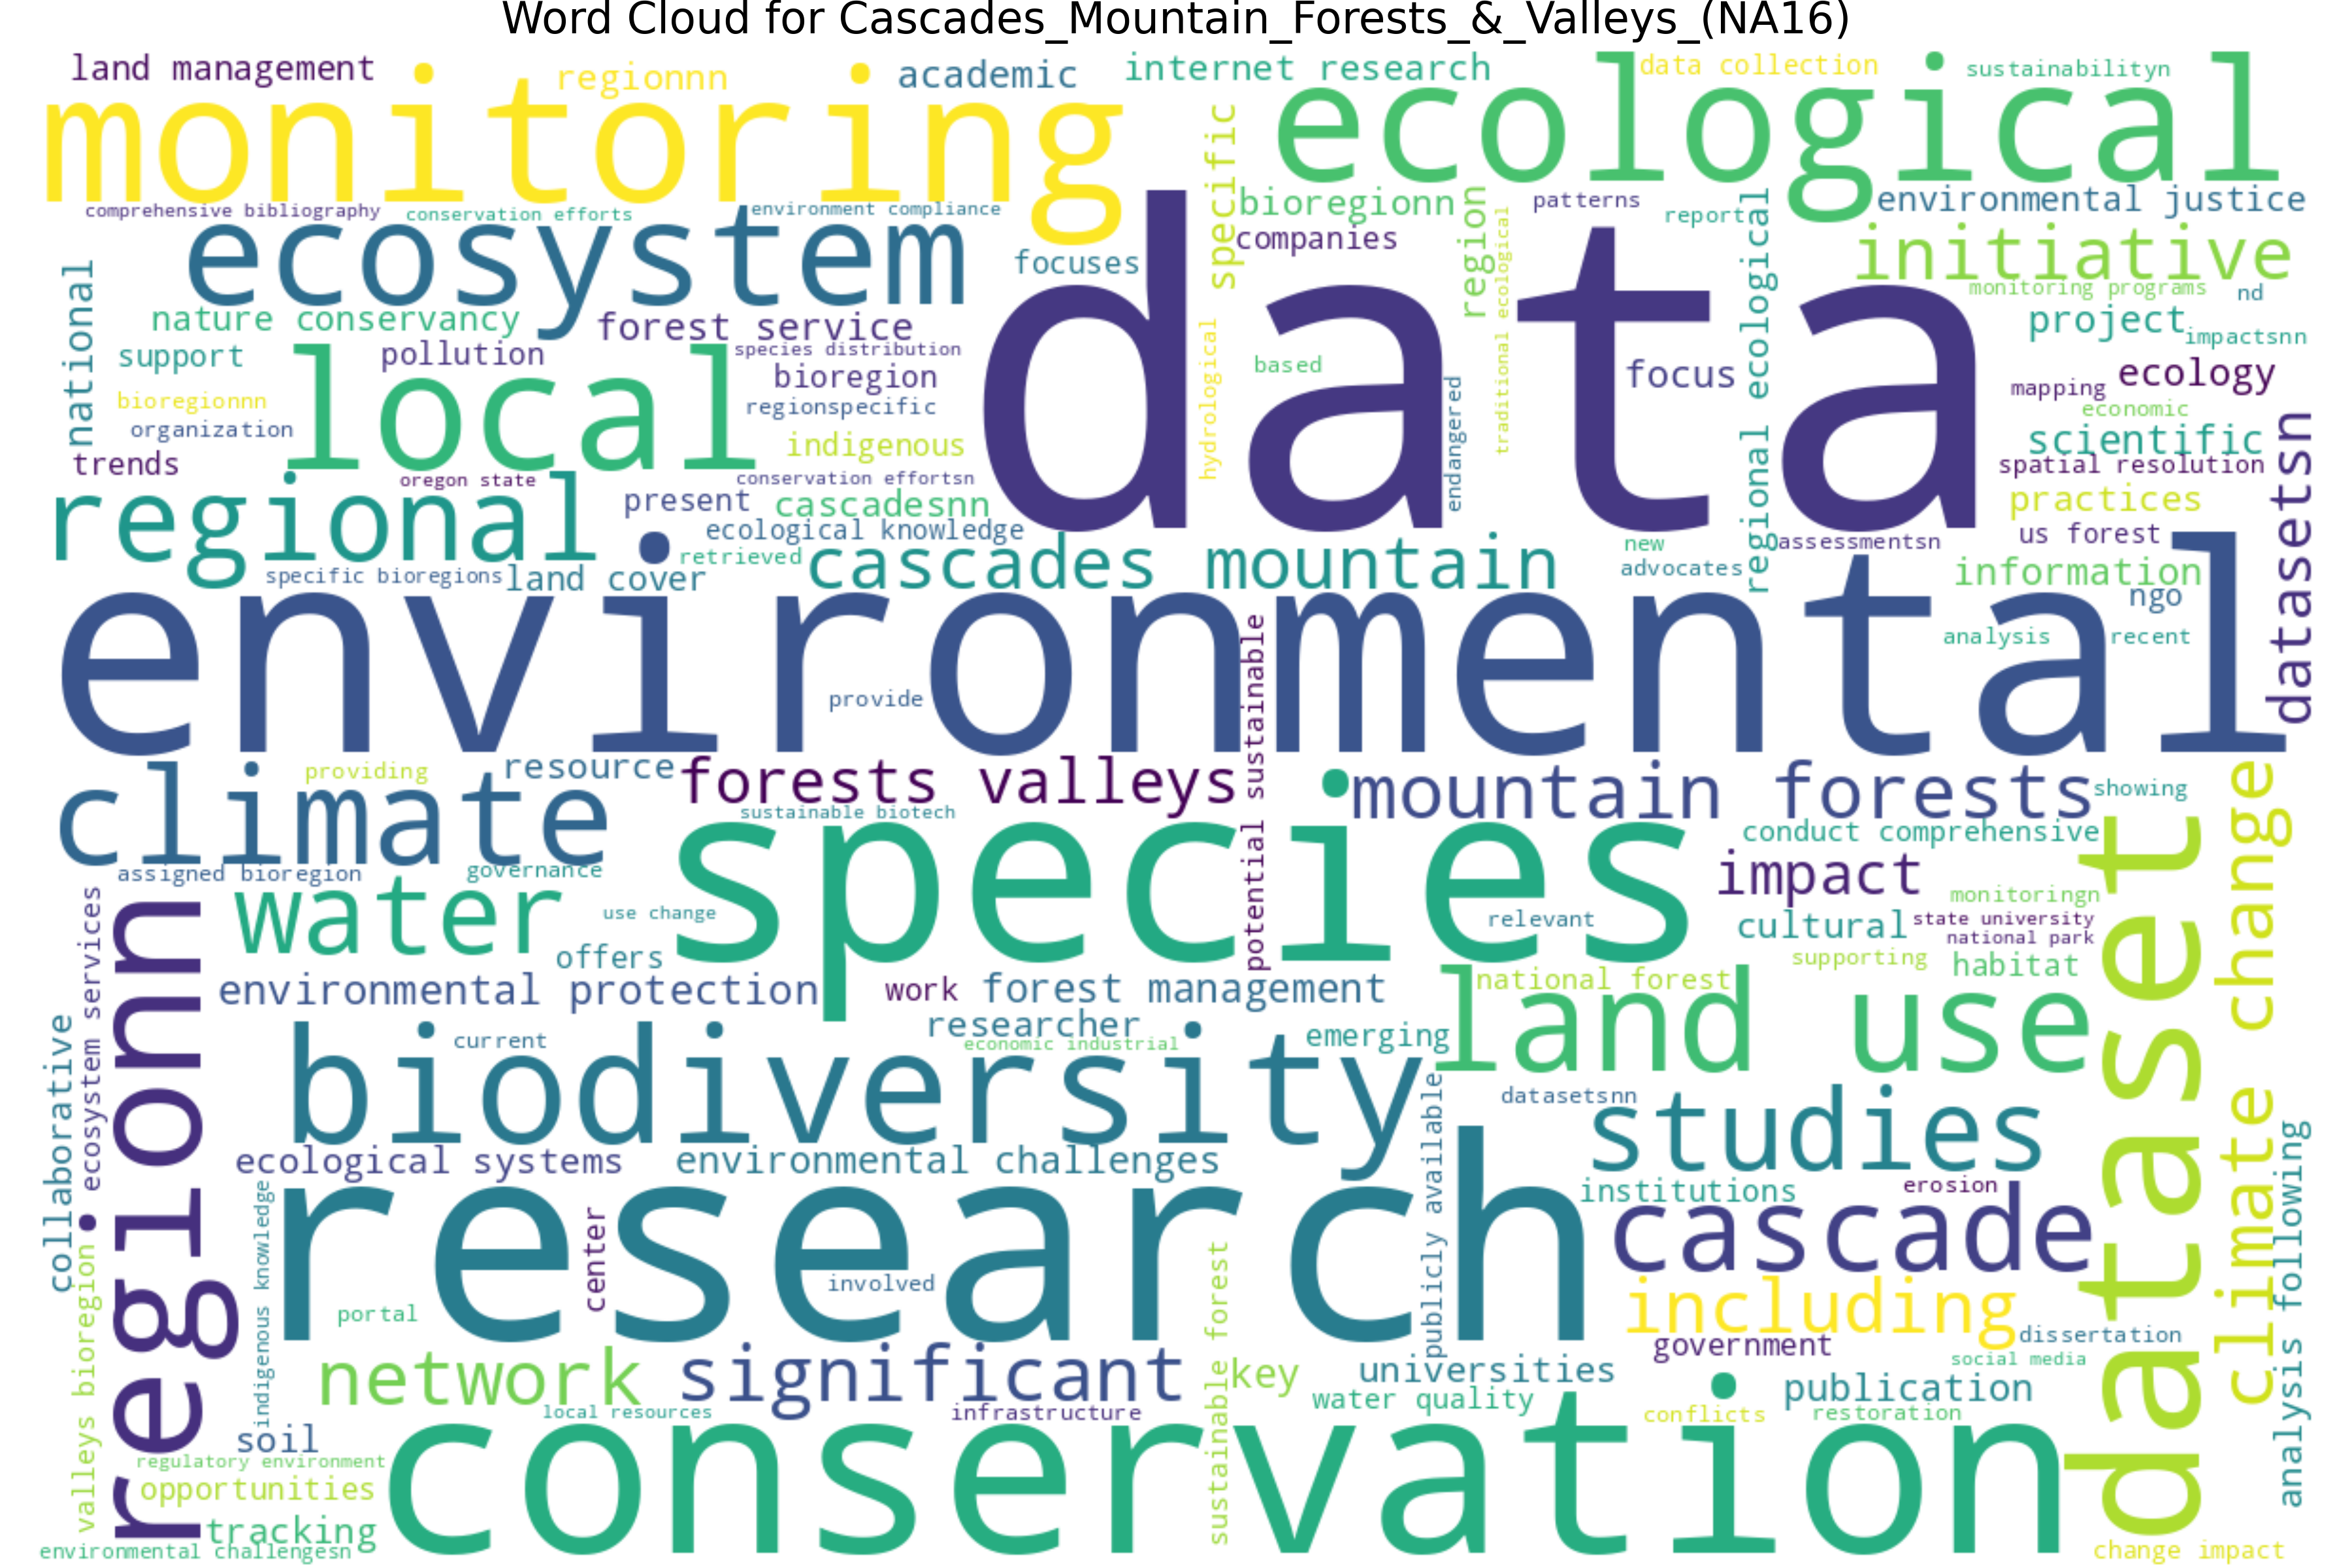 Word Cloud for Cascades_Mountain_Forests_&_Valleys_(NA16)
land management
monitoring
regionnn
academic
internet research
ecological
data collection
sustainabilityn
comprehensive bibliography
conservation efforts
environment compliance
ecosystem
focuses
specific
bioregionn
companies
region
traditional ecological
patterns
report
regional ecological
environmental justice
initiative
monitoring programs
nd
national
nature conservancy
forest service
data
project
impactsnn
support
pollution
species distribution
local
bioregion
hydrological
based
focus
mapping
ecology
bioregionnn
regionspecific
endangered
economic
organization
indigenous
scientific
datasetsn
trends
oregon state
conservation effortsn
spatial resolution
regional
present
cascadesnn
practices
ecological knowledge
us forest
retrieved
cascades mountain
new
assessmentsn
specific bioregions
land cover
advocates
information
ngo
environmental
analysis
recent
provide
potential sustainable
climate
providing
resource
forests valleys
mountain forests
showing
sustainable biotech
species
conduct comprehensive
climate change
assigned bioregion
governance
impact
dataset
water
use change
relevant
monitoringn
cultural
state university
national park
offers
supporting
habitat
regionn
ecosystem services
environmental protection
work
forest management
national forest
land use
collaborative
current
researcher
economic industrial
emerging
biodiversity
publicly available
datasetsnn
studies
ecological systems
environmental challenges
institutions
erosion
analysis following
indigenous knowledge
research
center
cascade
valleys bioregion
involved
portal
sustainable forest
including
government
dissertation
network
significant
key
universities
social media
water quality
publication
local resources
infrastructure
conflicts
restoration
soil
conservation
regulatory environment
opportunities
tracking
environmental challengesn
change impact